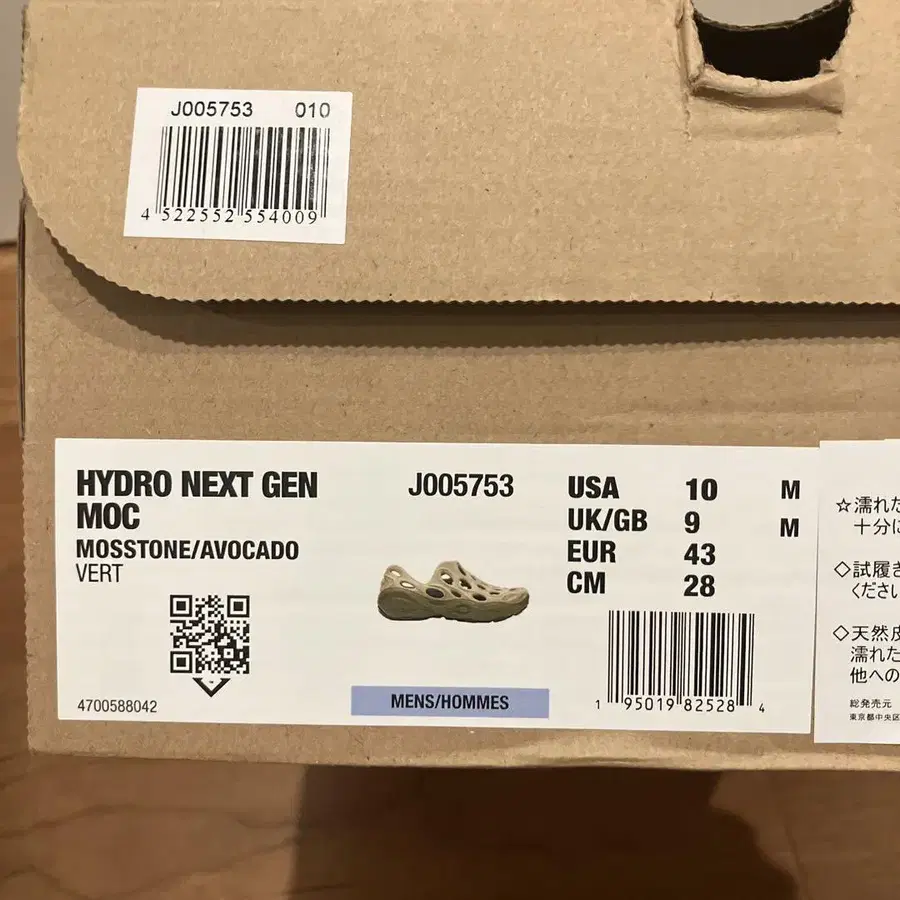 J005753 010
4 522552 554009
HYDRO NEXT GEN
MOC
MOSSTONE/AVOCADO
VERT
4700588042
J005753
MENS/HOMMES
USA 10 M
UK/GB 9 M
EUR 43
CM 28
1 95019 82528 4
☆濡れた
十分に
◇試履き
ください
◇天然皮
濡れた
他への
総発売元
東京都中央区